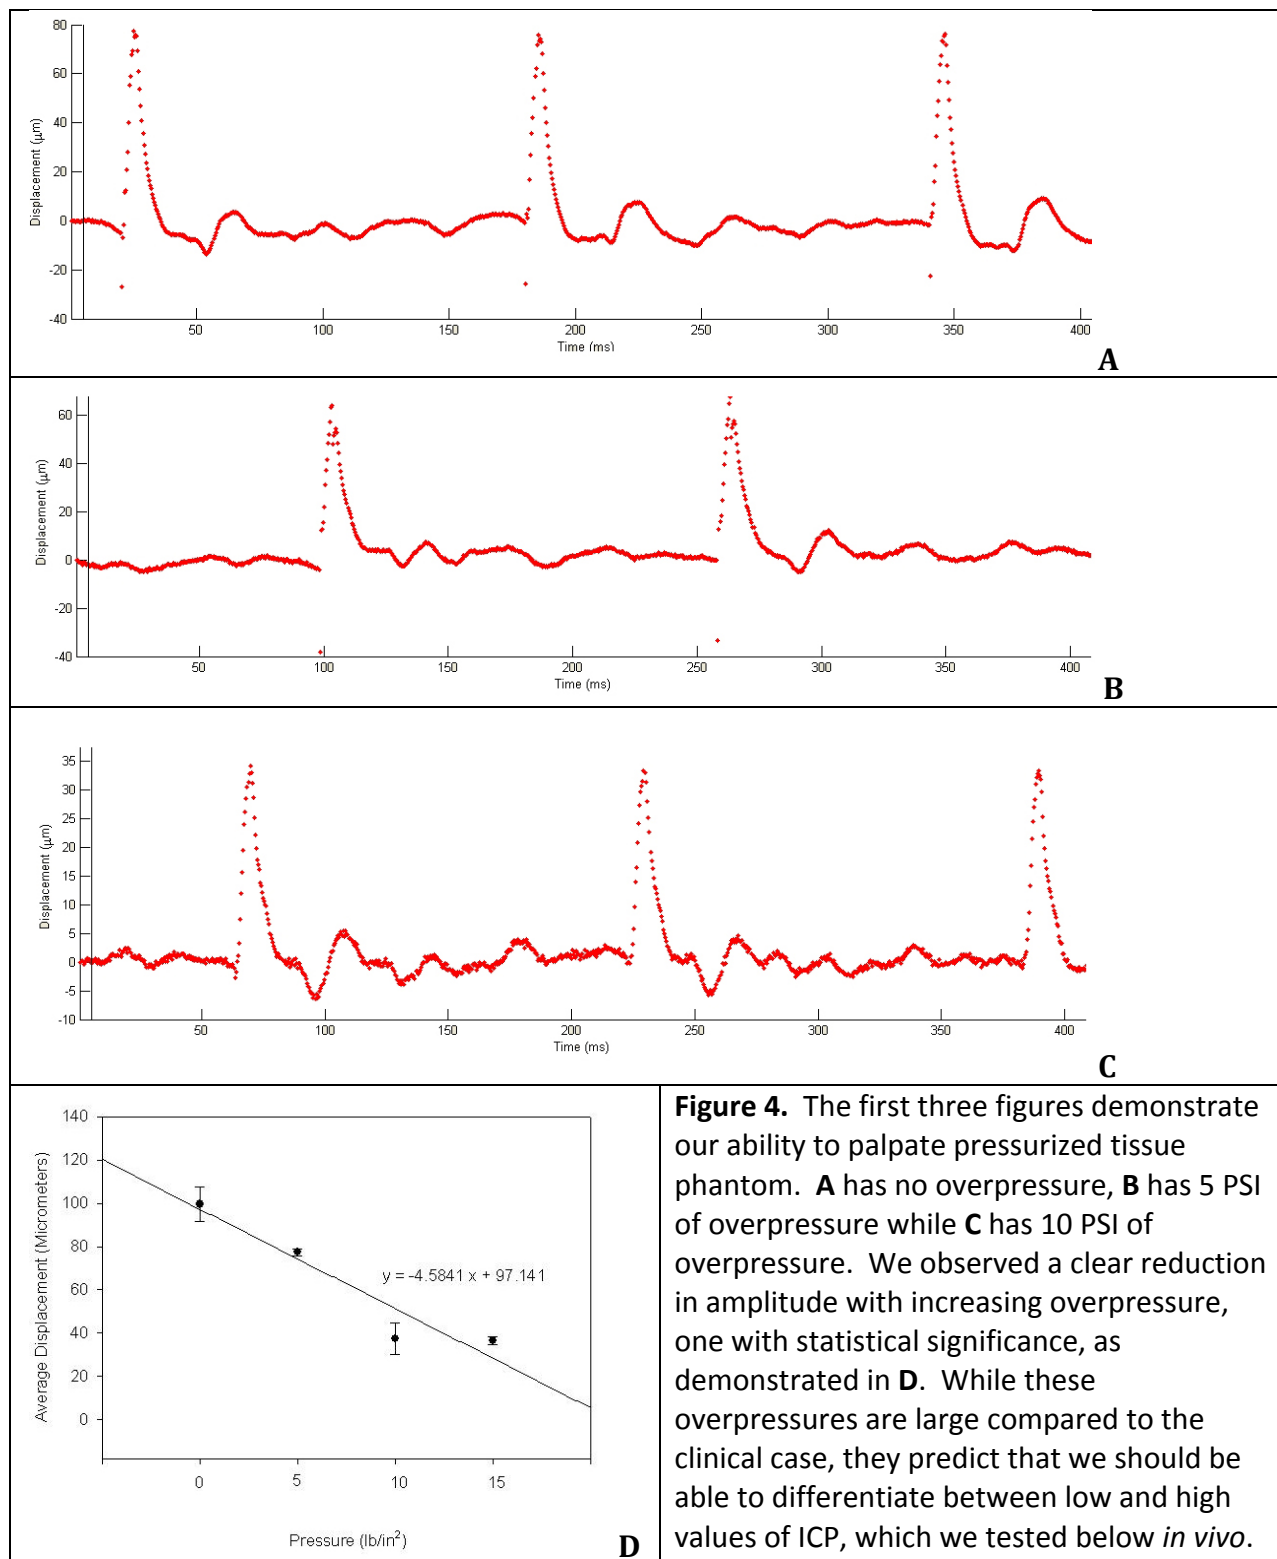 80
60
40
20
0
-20
-40
Displacement (μm)
50 100 150 200 250 300 350 400
Time (ms)
A
60
40
20
0
-20
-40
Displacement (μm)
50 100 150 200 250 300 350 400
Time (ms)
B
35
30
25
20
15
10
5
0
-5
-10
Displacement (μm)
50 100 150 200 250 300 350 400
Time (ms)
C
140
120
100
80
60
40
20
0
Average Displacement (Micrometers)
y = -4.5841 x + 97.141
0 5 10 15
Pressure (lb/in²)
D
Figure 4. The first three figures demonstrate
our ability to palpate pressurized tissue
phantom. A has no overpressure, B has 5 PSI
of overpressure while C has 10 PSI of
overpressure. We observed a clear reduction
in amplitude with increasing overpressure,
one with statistical significance, as
demonstrated in D. While these
overpressures are large compared to the
clinical case, they predict that we should be
able to differentiate between low and high
values of ICP, which we tested below in vivo.